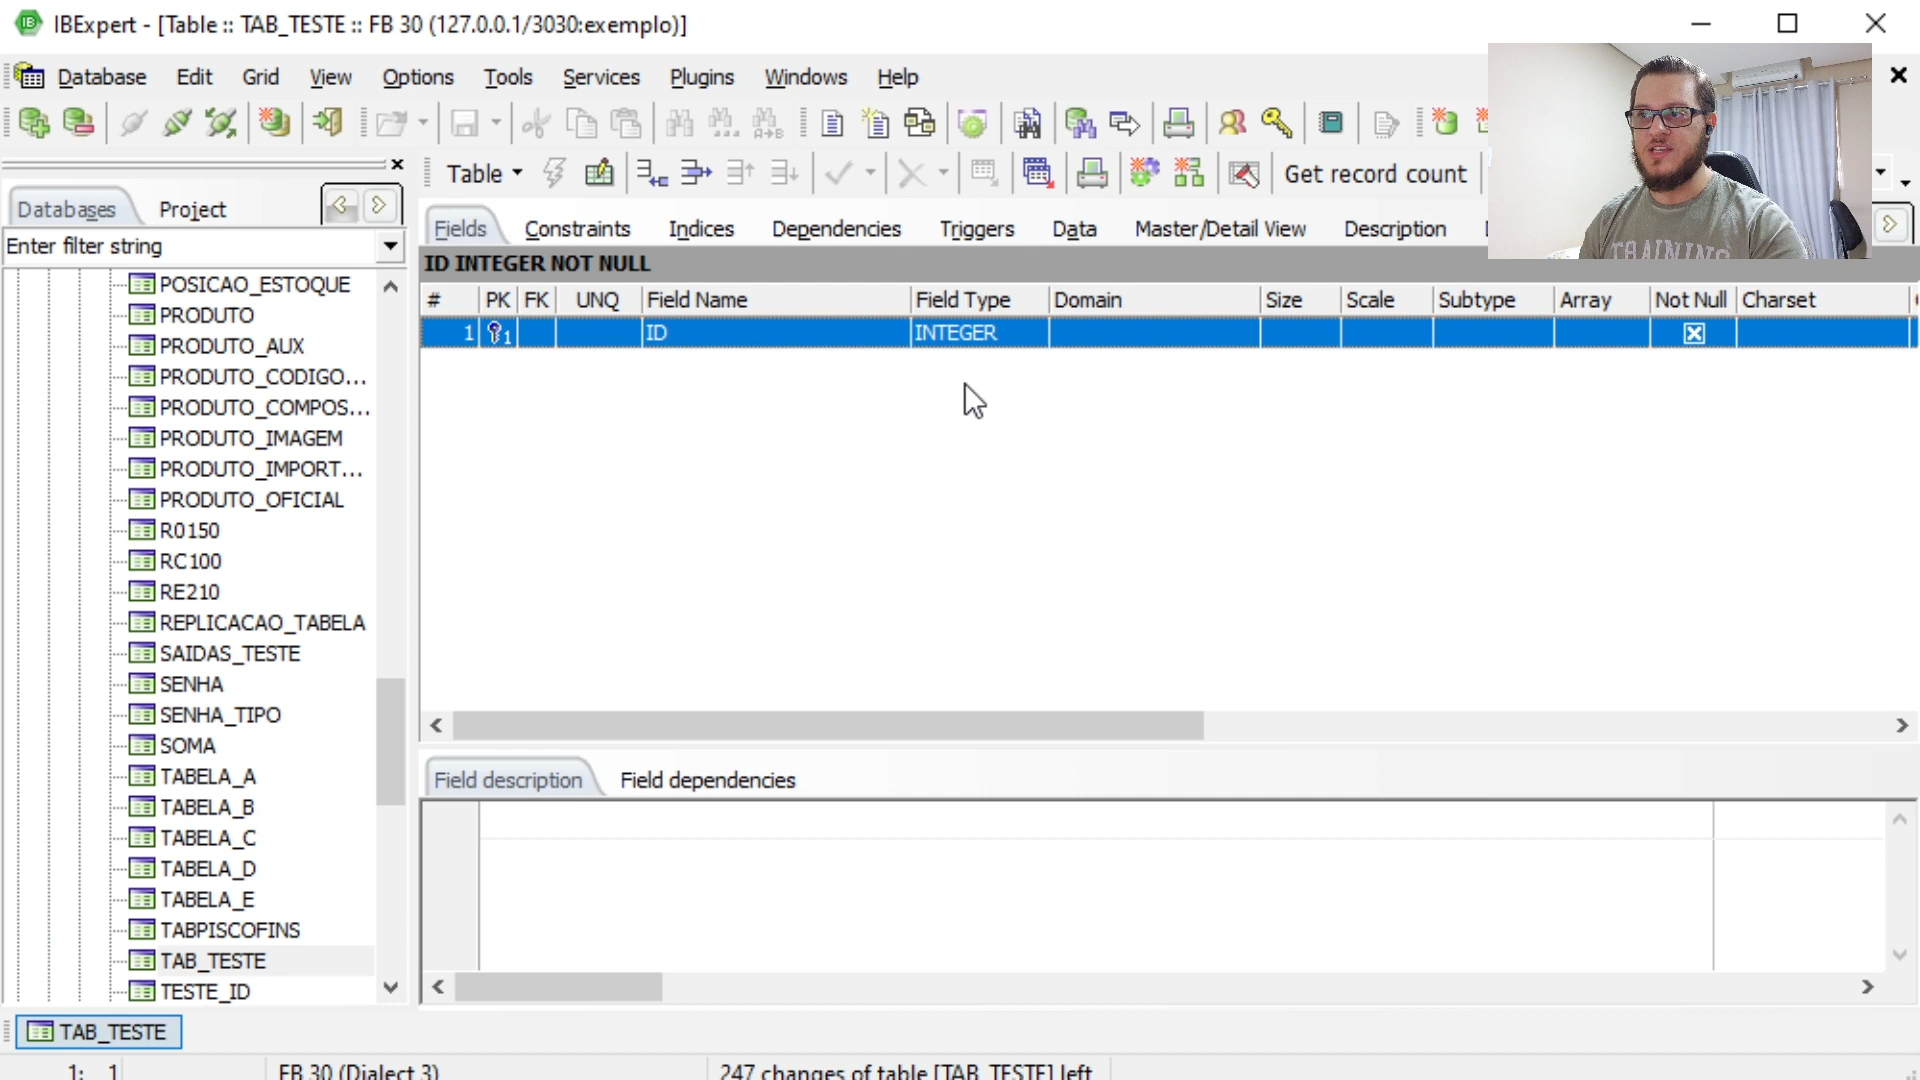 IBExpert - [Table :: TAB_TESTE :: FB 30 (127.0.0.1/3030:exemplo)]
Database Edit Grid View Options Tools Services Plugins Windows Help
Table Get record count
Databases Project
Enter filter string
POSICAO_ESTOQUE
PRODUTO
PRODUTO_AUX
PRODUTO_CODIGO...
PRODUTO_COMPOS...
PRODUTO_IMAGEM
PRODUTO_IMPORT...
PRODUTO_OFICIAL
R0150
RC100
RE210
REPLICACAO_TABELA
SAIDAS_TESTE
SENHA
SENHA_TIPO
SOMA
TABELA_A
TABELA_B
TABELA_C
TABELA_D
TABELA_E
TABPISCOFINS
TAB_TESTE
TESTE_ID
Fields Constraints Indices Dependencies Triggers Data Master/Detail View Description
ID INTEGER NOT NULL
# PK FK UNQ Field Name Field Type Domain Size Scale Subtype Array Not Null Charset
1 1 ID INTEGER
Field description Field dependencies
TRAINING
TAB_TESTE
1: 1 FB 30 (Dialect 3) 247 changes of table [TAB_TESTE] left